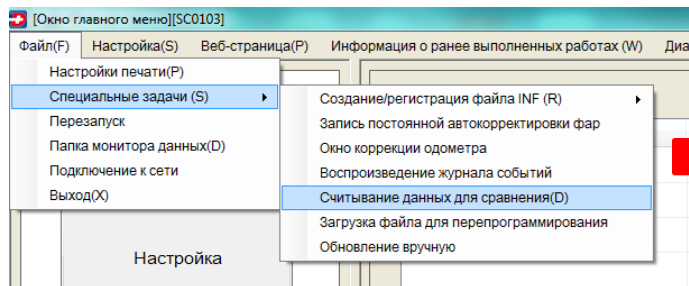 [Окно главного меню][SC0103]
Файл(F) Настройка(S) Веб-страница(P) Информация о ранее выполненных работах (W) Диа
Настройки печати(P)
Специальные задачи (S)
Перезапуск
Папка монитора данных(D)
Подключение к сети
Выход(X)
Создание/регистрация файла INF (R)
Запись постоянной автокорректировки фар
Окно коррекции одометра
Воспроизведение журнала событий
Считывание данных для сравнения(D)
Загрузка файла для перепрограммирования
Обновление вручную
Настройка